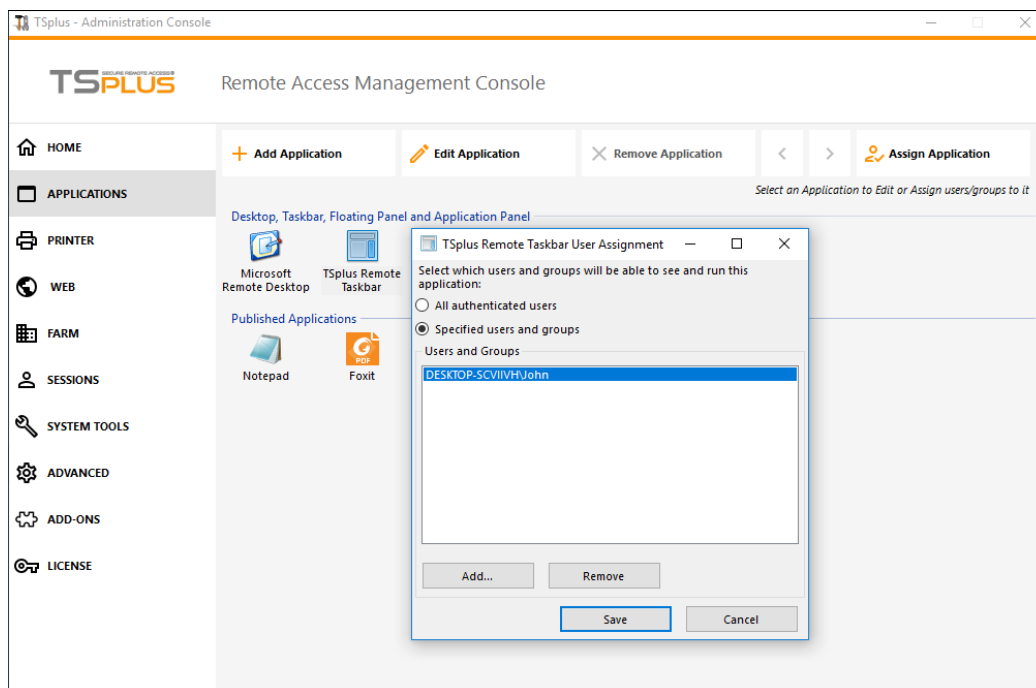 TSplus - Administration Console
TSPLUS
SECURE REMOTE ACCESS®
Remote Access Management Console
HOME
APPLICATIONS
PRINTER
WEB
FARM
SESSIONS
SYSTEM TOOLS
ADVANCED
ADD-ONS
LICENSE
Add Application
Edit Application
Remove Application
Assign Application
Select an Application to Edit or Assign users/groups to it
Desktop, Taskbar, Floating Panel and Application Panel
Microsoft
Remote Desktop
TSplus Remote
Taskbar
Published Applications
Notepad
PDF
Foxit
TSplus Remote Taskbar User Assignment
Select which users and groups will be able to see and run this
application:
All authenticated users
Specified users and groups
Users and Groups
DESKTOP-SCVIIVH\John
Add...
Remove
Save
Cancel